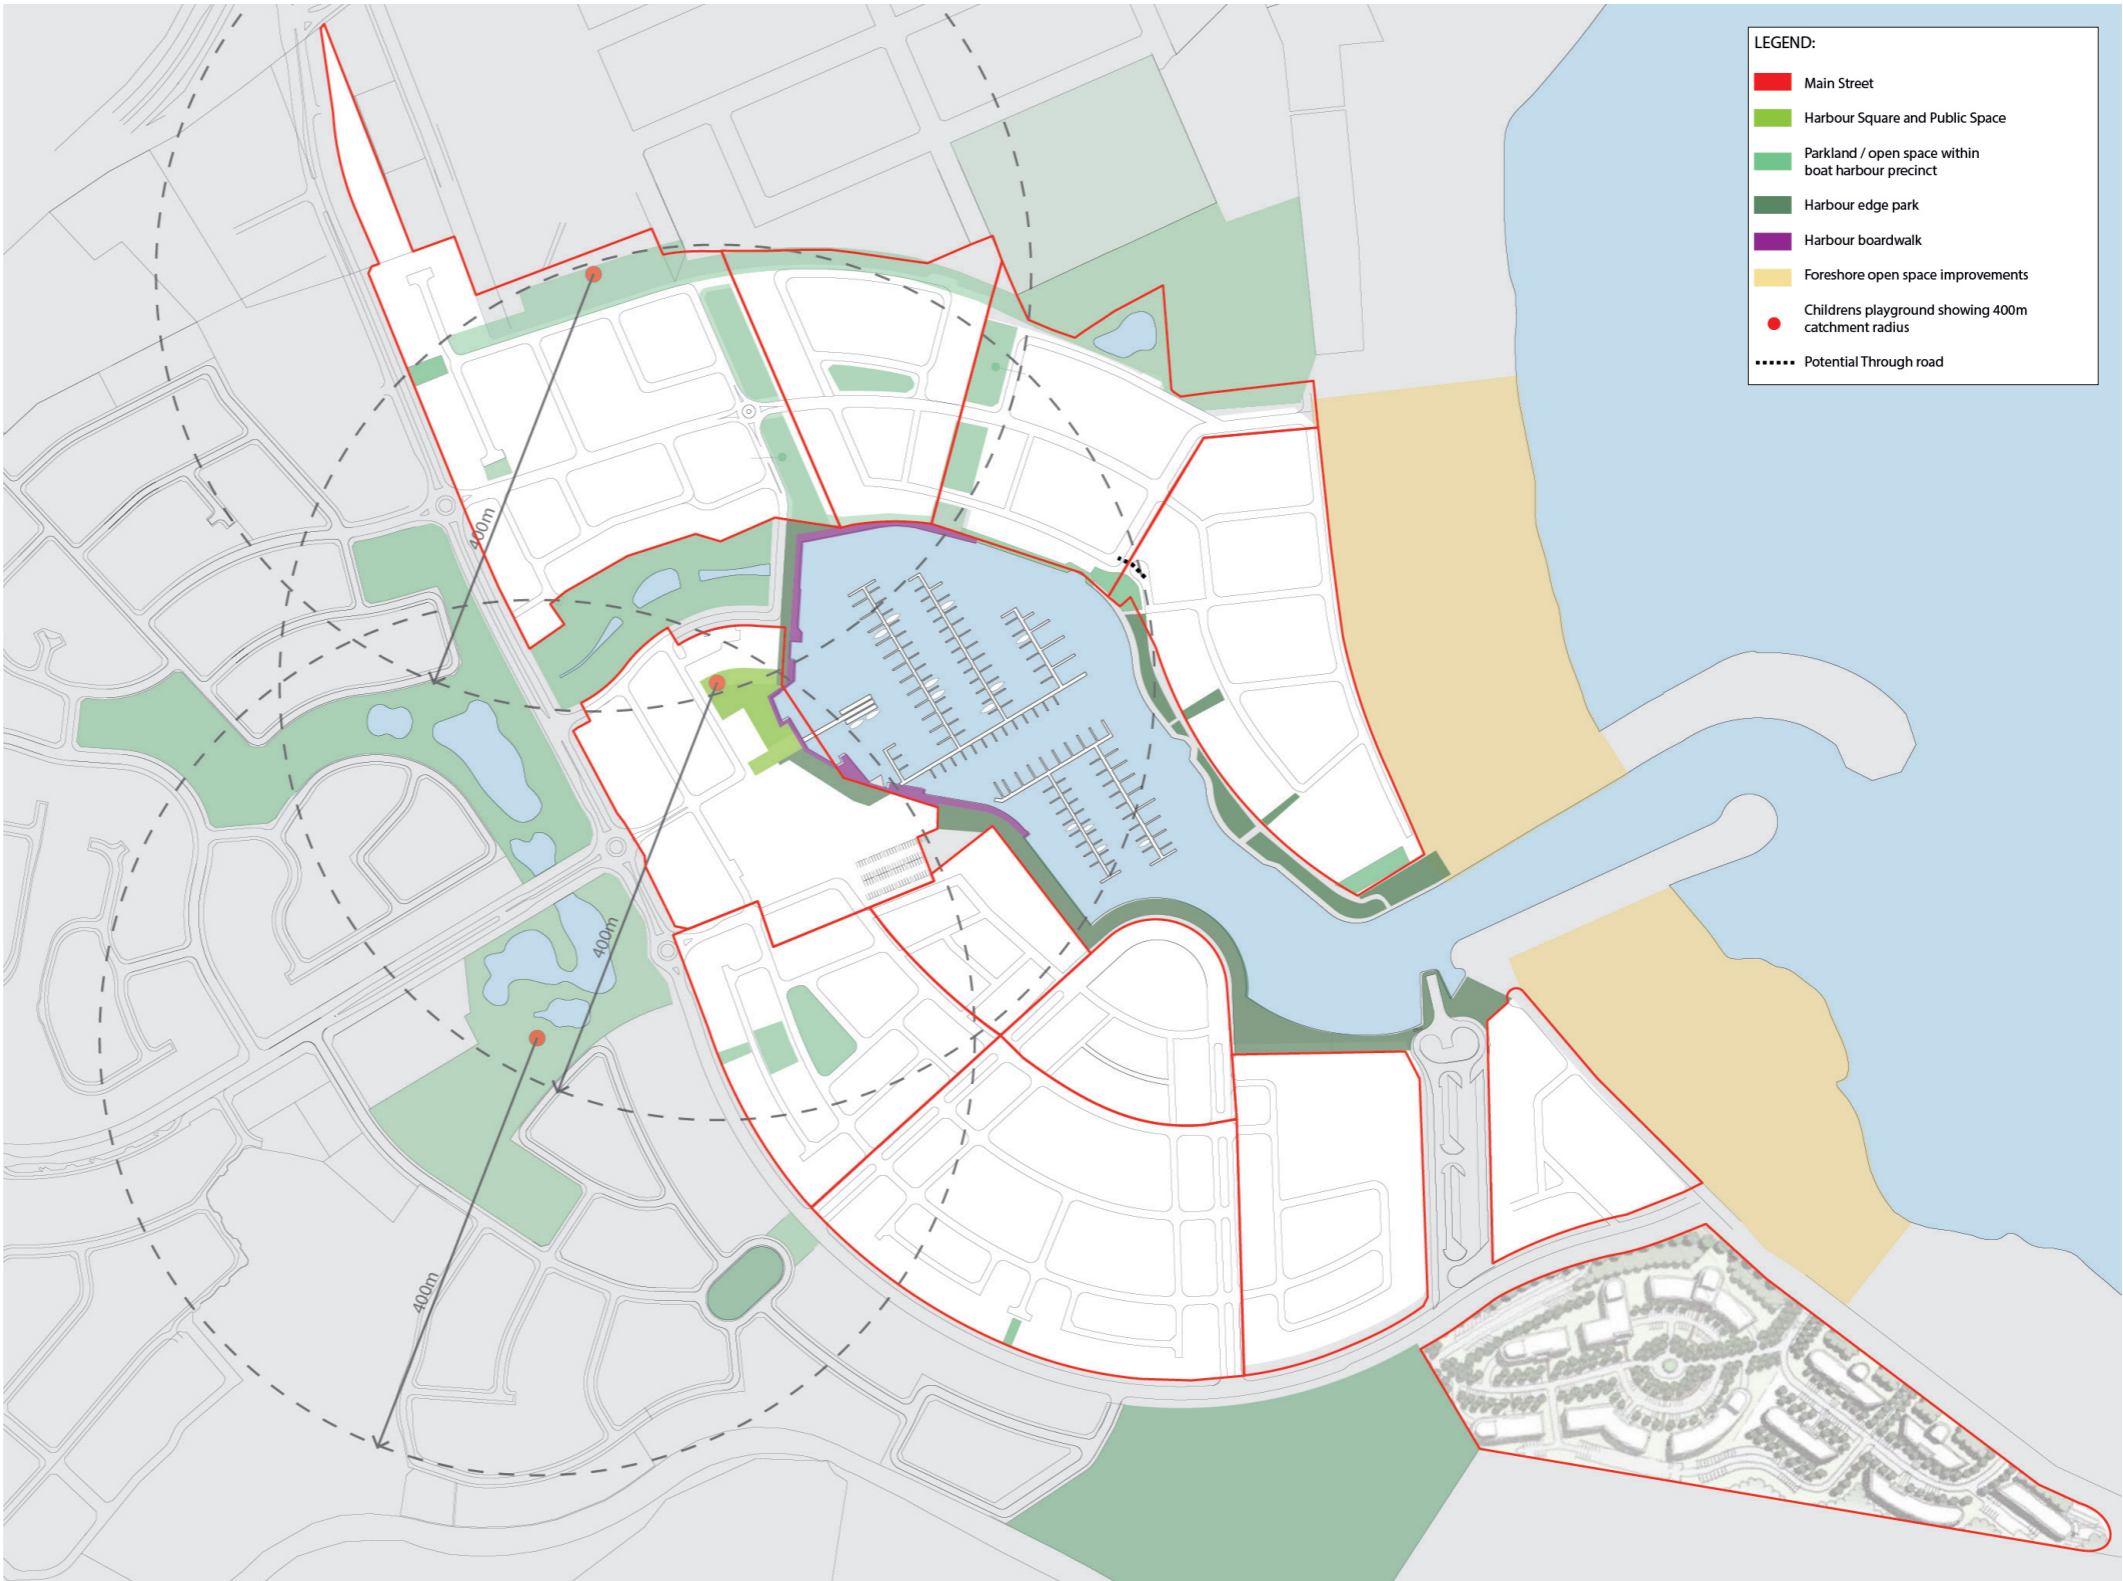 LEGEND:
Main Street
Harbour Square and Public Space
Parkland / open space within
boat harbour precinct
Harbour edge park
Harbour boardwalk
Foreshore open space improvements
Childrens playground showing 400m
catchment radius
Potential Through road
400m
400m
400m